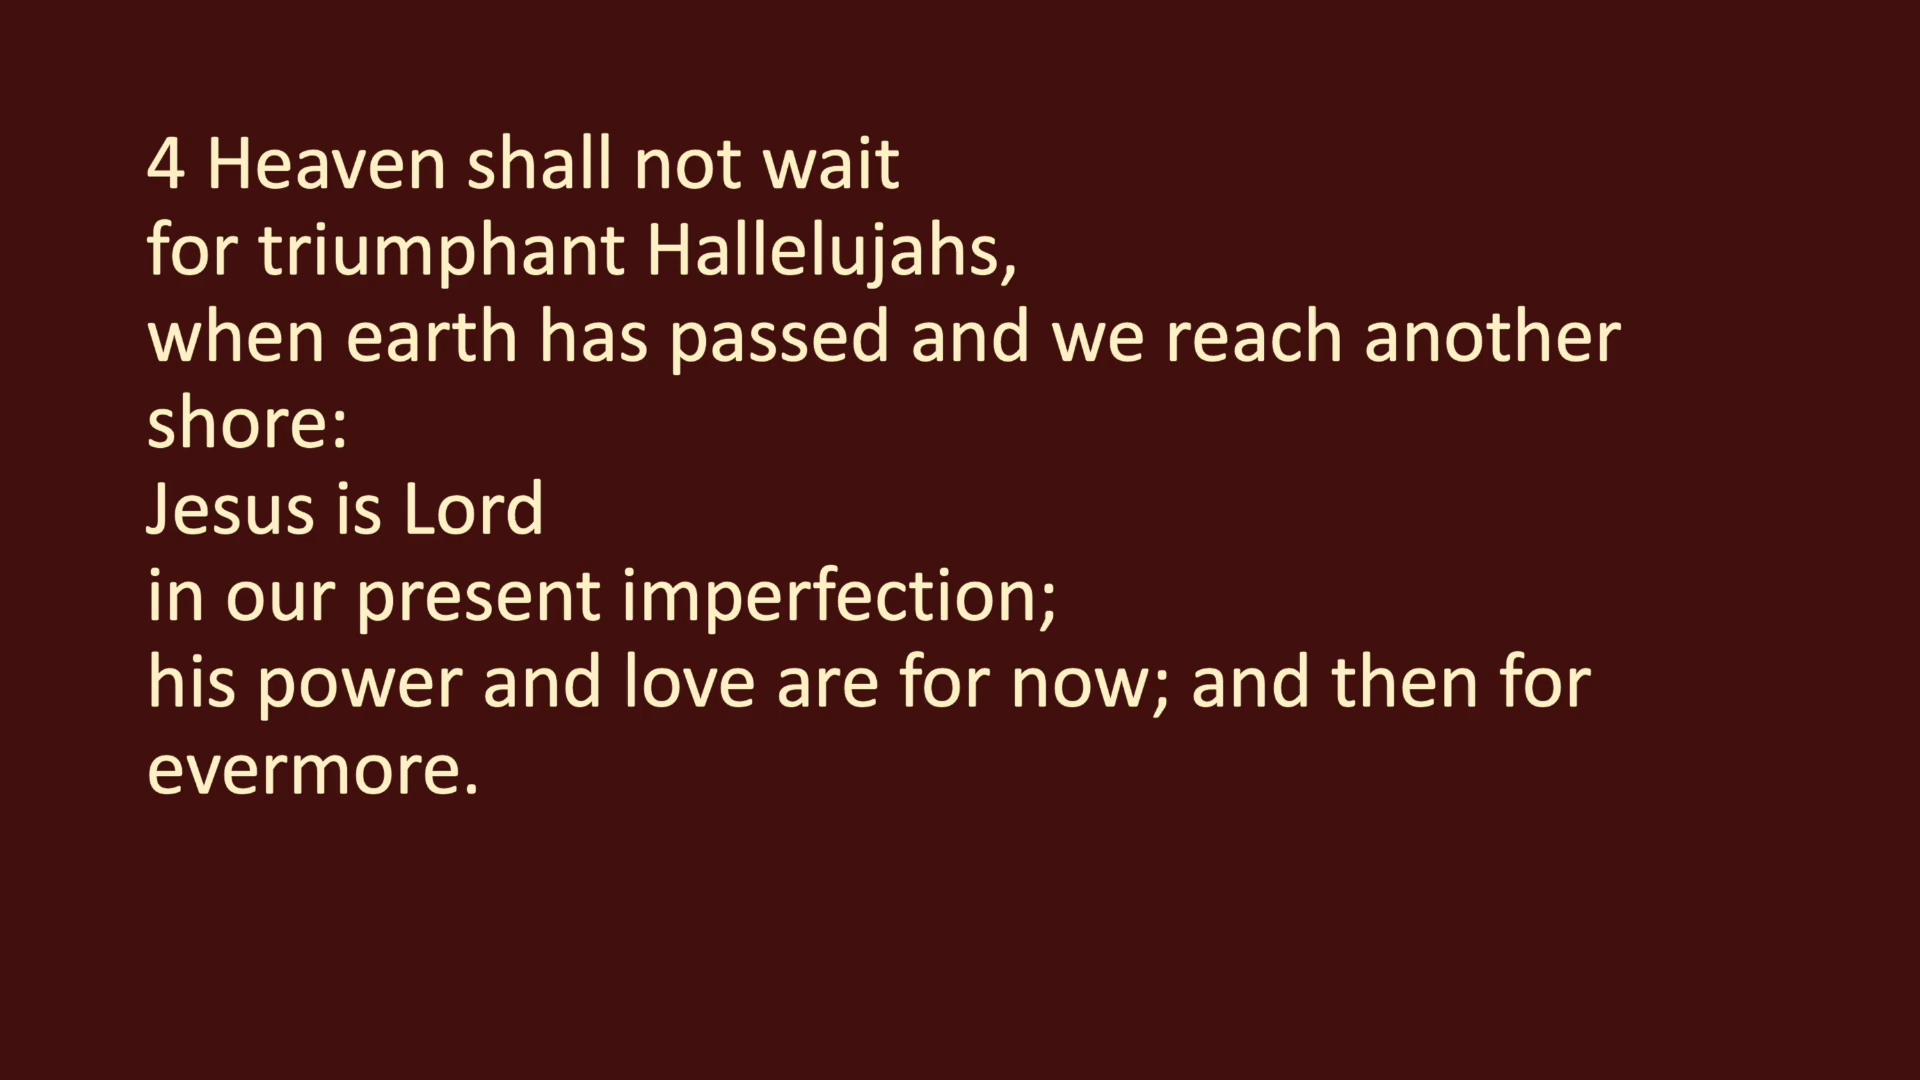 4 Heaven shall not wait
for triumphant Hallelujahs,
when earth has passed and we reach another
shore:
Jesus is Lord
in our present imperfection;
his power and love are for now; and then for
evermore.